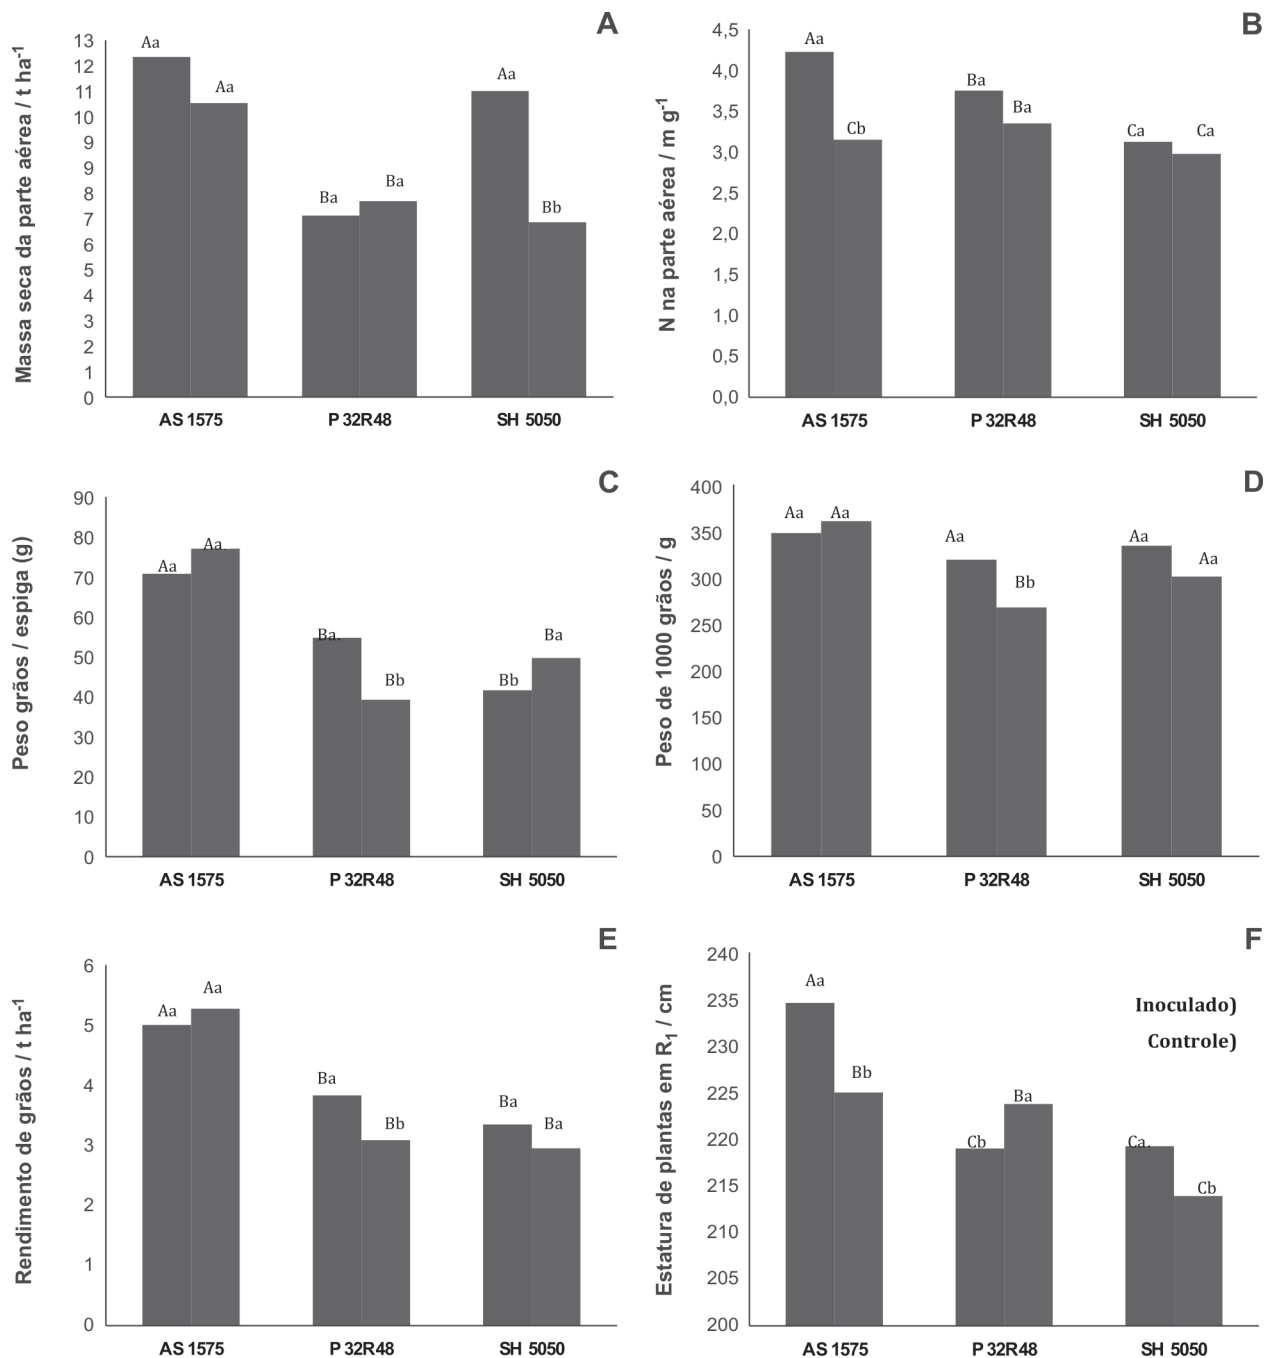 A
Massa seca da parte aérea / t ha⁻¹
13
12
11
10
9
9
8
7
6
5
4
3
2
1
0
Aa
Aa
Ba
Ba
Aa
Bb
AS 1575
P 32R48
SH 5050
B
N na parte aérea / m g⁻¹
4,5
4,0
3,5
3,0
2,5
2,0
1,5
1,0
0,0
Aa
Cb
Ba
Ba
Ca
Ca
AS 1575
P 32R48
SH 5050
C
Peso grãos / espiga (g)
90
80
70
60
50
40
30
20
10
0
Aa
Aa.
Ba.
Bb
Bb
Ba
AS 1575
P 32R48
SH 5050
D
Peso de 1000 grãos / g
400
350
300
250
200
150
100
50
0
Aa
Aa
Aa
Bb
Aa
Aa
AS 1575
P 32R48
SH 5050
E
Rendimento de grãos / t ha⁻¹
6
5
4
3
2
1
0
Aa
Aa
Ba
Bb
Ba
Ba
AS 1575
P 32R48
SH 5050
F
Estatura de plantas em R₁ / cm
240
235
230
225
220
215
210
205
200
Aa
Bb
Cb
Ba
Ca.
Cb
Inoculado)
Controle)
AS 1575
P 32R48
SH 5050